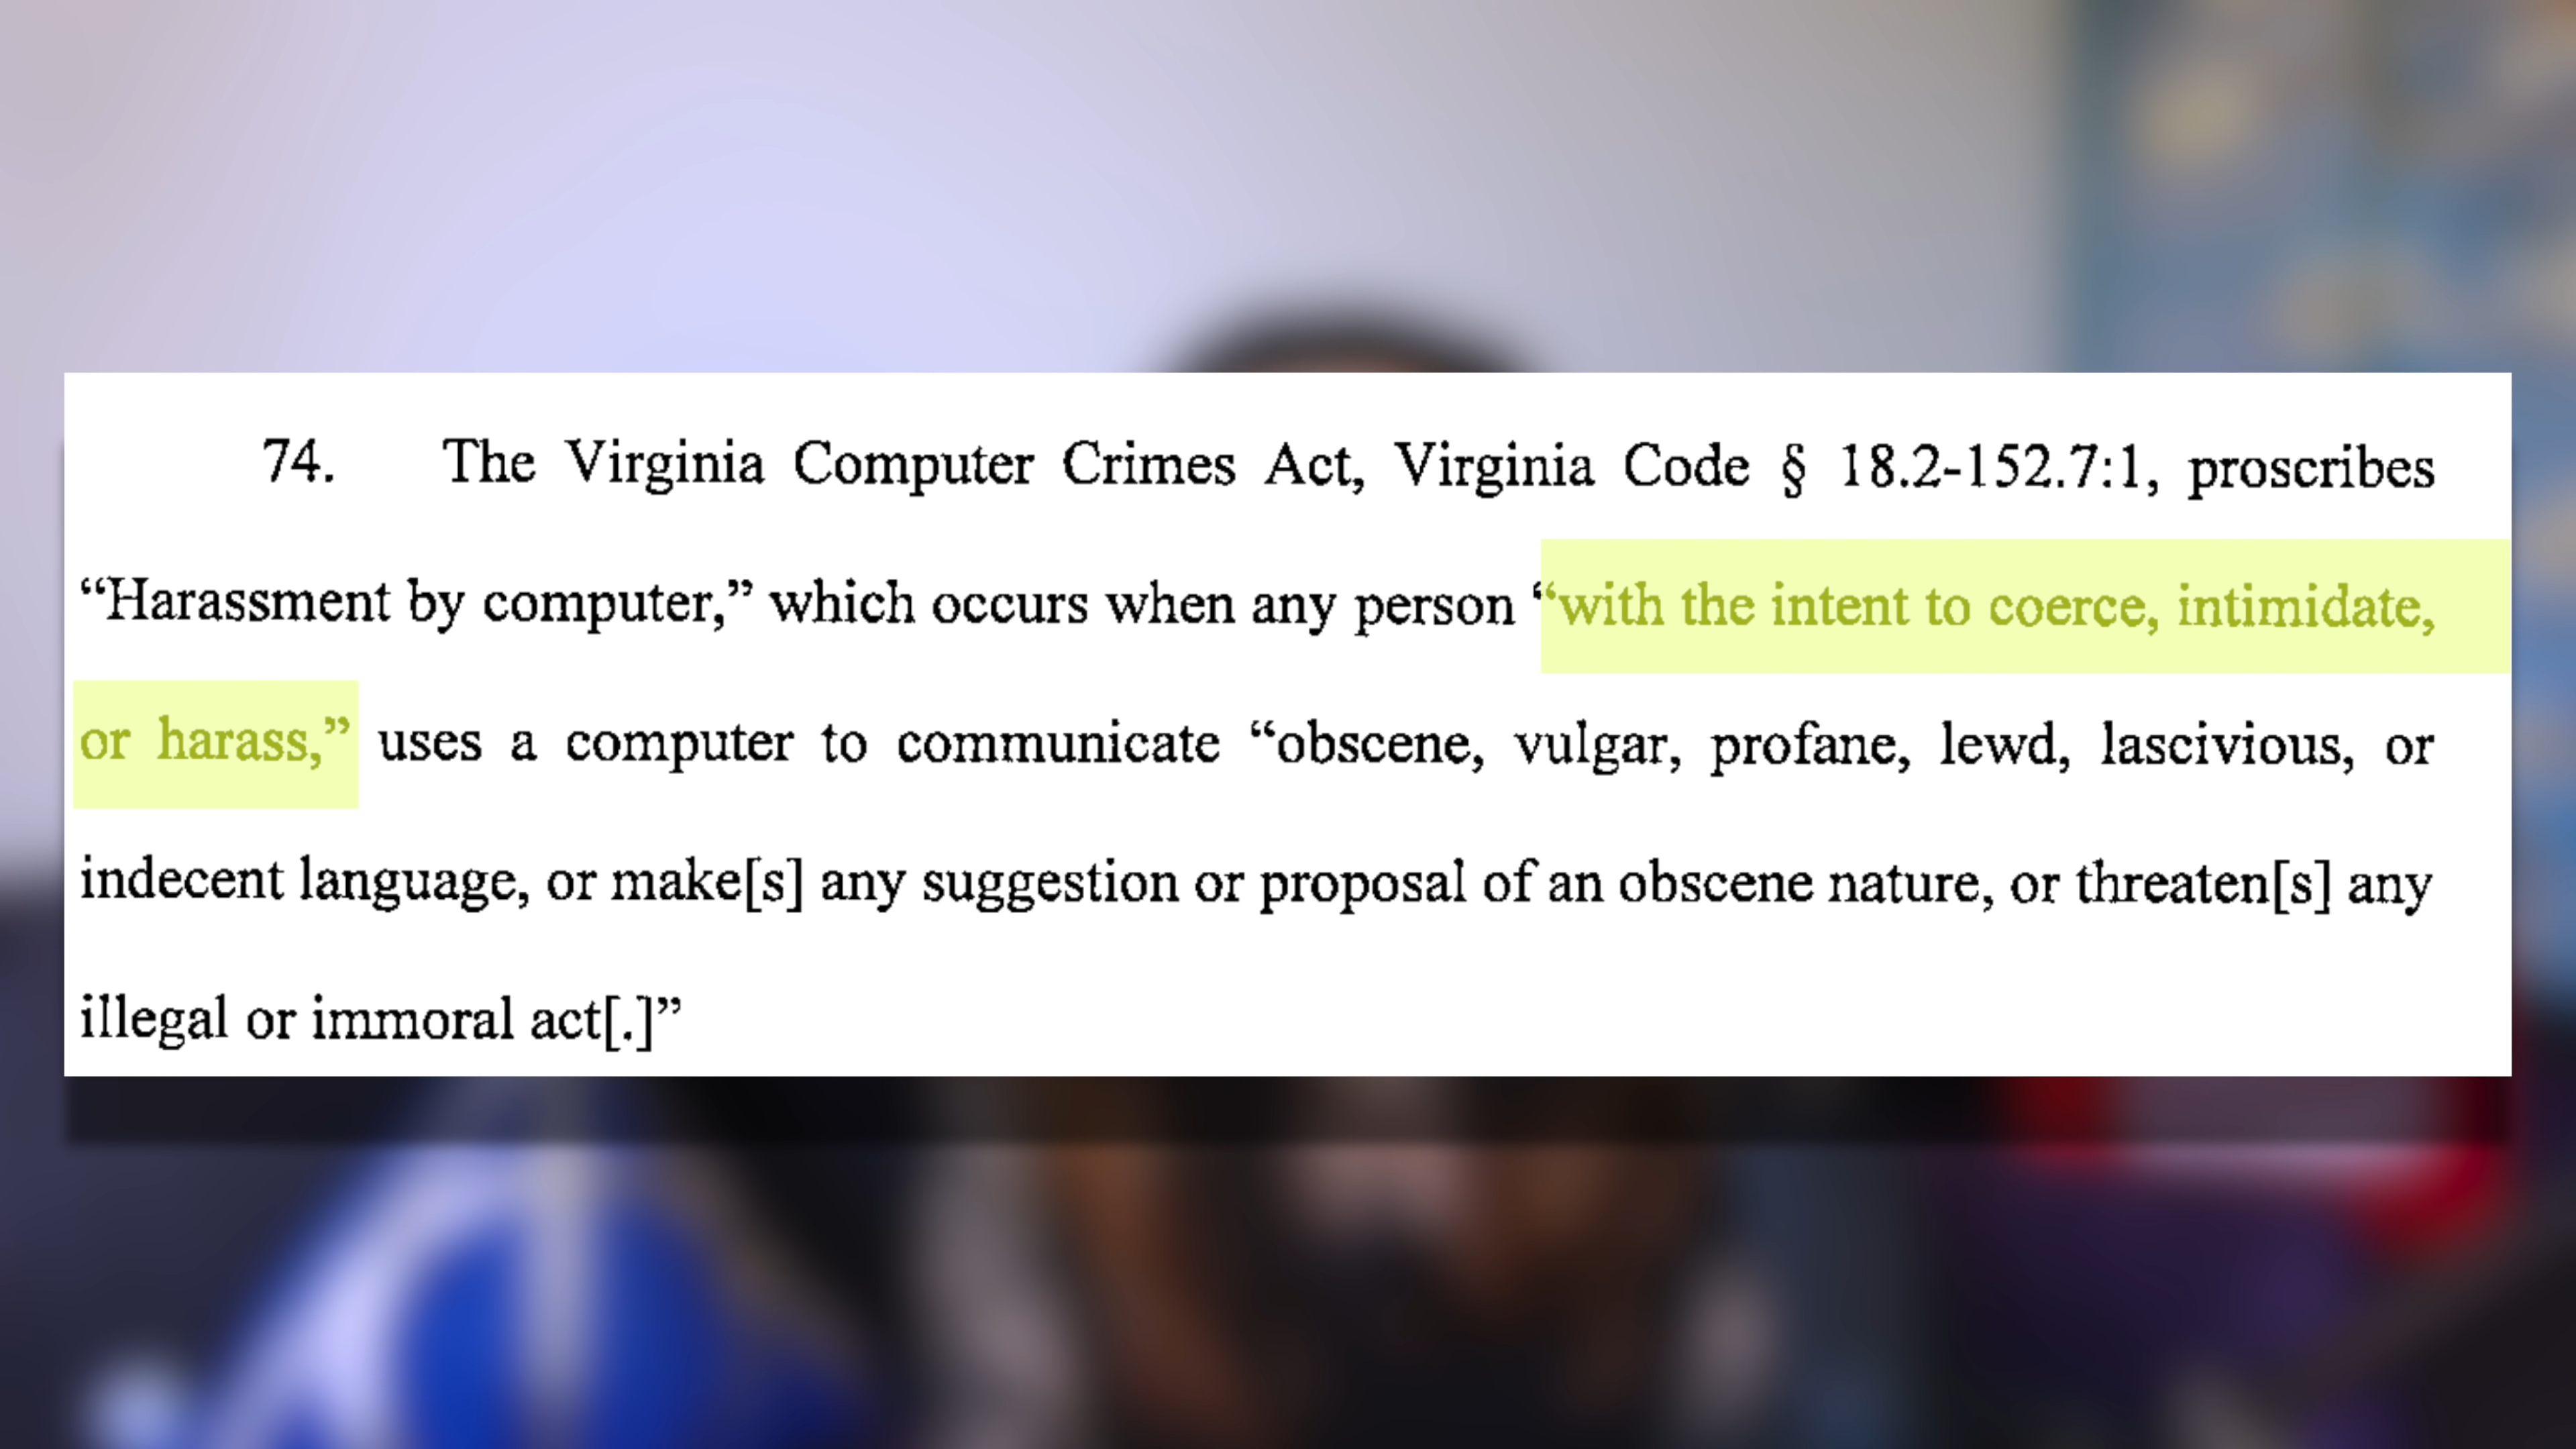 74. The Virginia Computer Crimes Act, Virginia Code § 18.2-152.7:1, proscribes
“Harassment by computer,” which occurs when any person “with the intent to coerce, intimidate,
or harass,” uses a computer to communicate “obscene, vulgar, profane, lewd, lascivious, or
indecent language, or make[s] any suggestion or proposal of an obscene nature, or threaten[s] any
illegal or immoral act[.]”